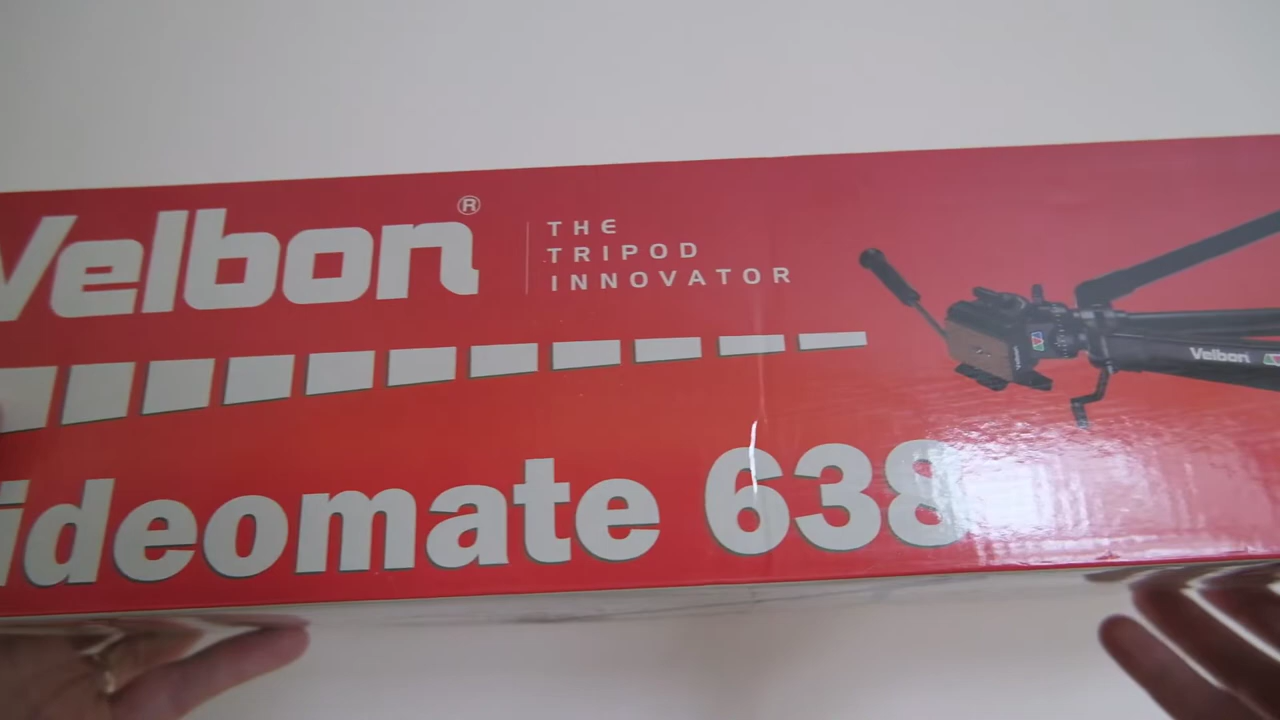 Velbon®
THE
TRIPOD
INNOVATOR
Velbon
ideomate 638